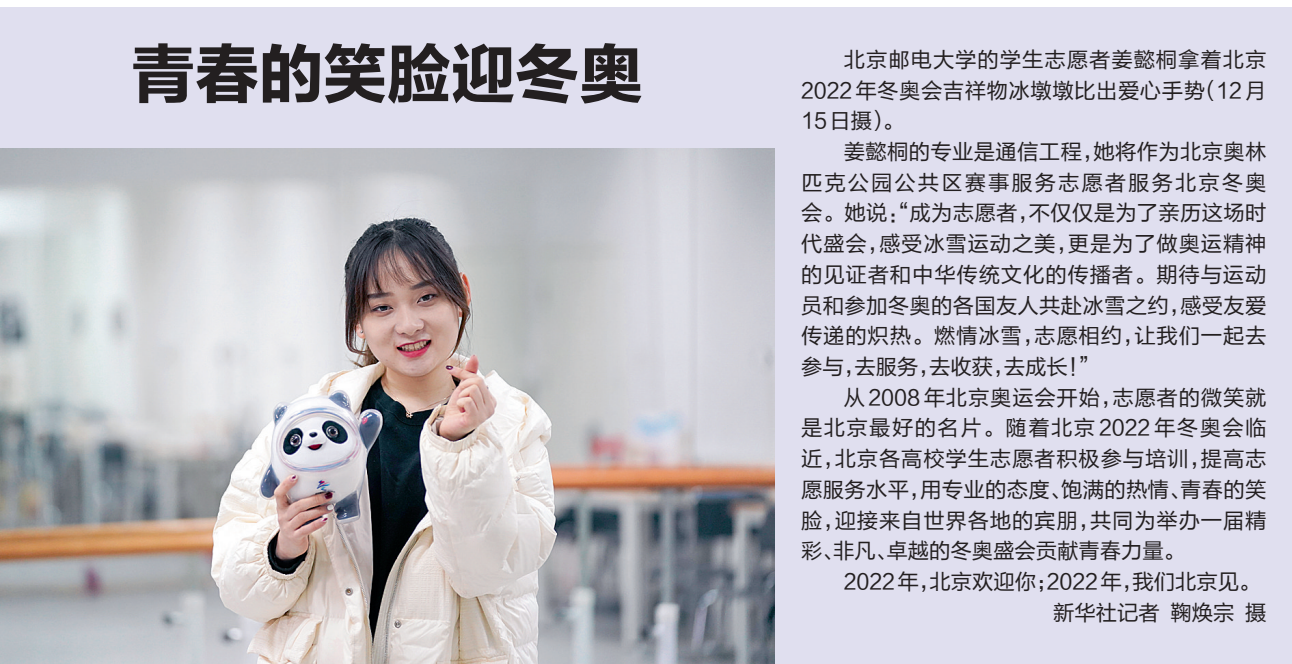 青春的笑脸迎冬奥
北京邮电大学的学生志愿者姜懿桐拿着北京
2022年冬奥会吉祥物冰墩墩比出爱心手势(12月
15日摄)。
姜懿桐的专业是通信工程,她将作为北京奥林
匹克公园公共区赛事服务志愿者服务北京冬奥
会。她说:“成为志愿者,不仅仅是为了亲历这场时
代盛会,感受冰雪运动之美,更是为了做奥运精神
的见证者和中华传统文化的传播者。期待与运动
员和参加冬奥的各国友人共赴冰雪之约,感受友爱
传递的炽热。燃情冰雪,志愿相约,让我们一起去
参与,去服务,去收获,去成长!”
从2008年北京奥运会开始,志愿者的微笑就
是北京最好的名片。随着北京2022年冬奥会临
近,北京各高校学生志愿者积极参与培训,提高志
愿服务水平,用专业的态度、饱满的热情、青春的笑
脸,迎接来自世界各地的宾朋,共同为举办一届精
彩、非凡、卓越的冬奥盛会贡献青春力量。
2022年,北京欢迎你;2022年,我们北京见。
新华社记者 鞠焕宗 摄